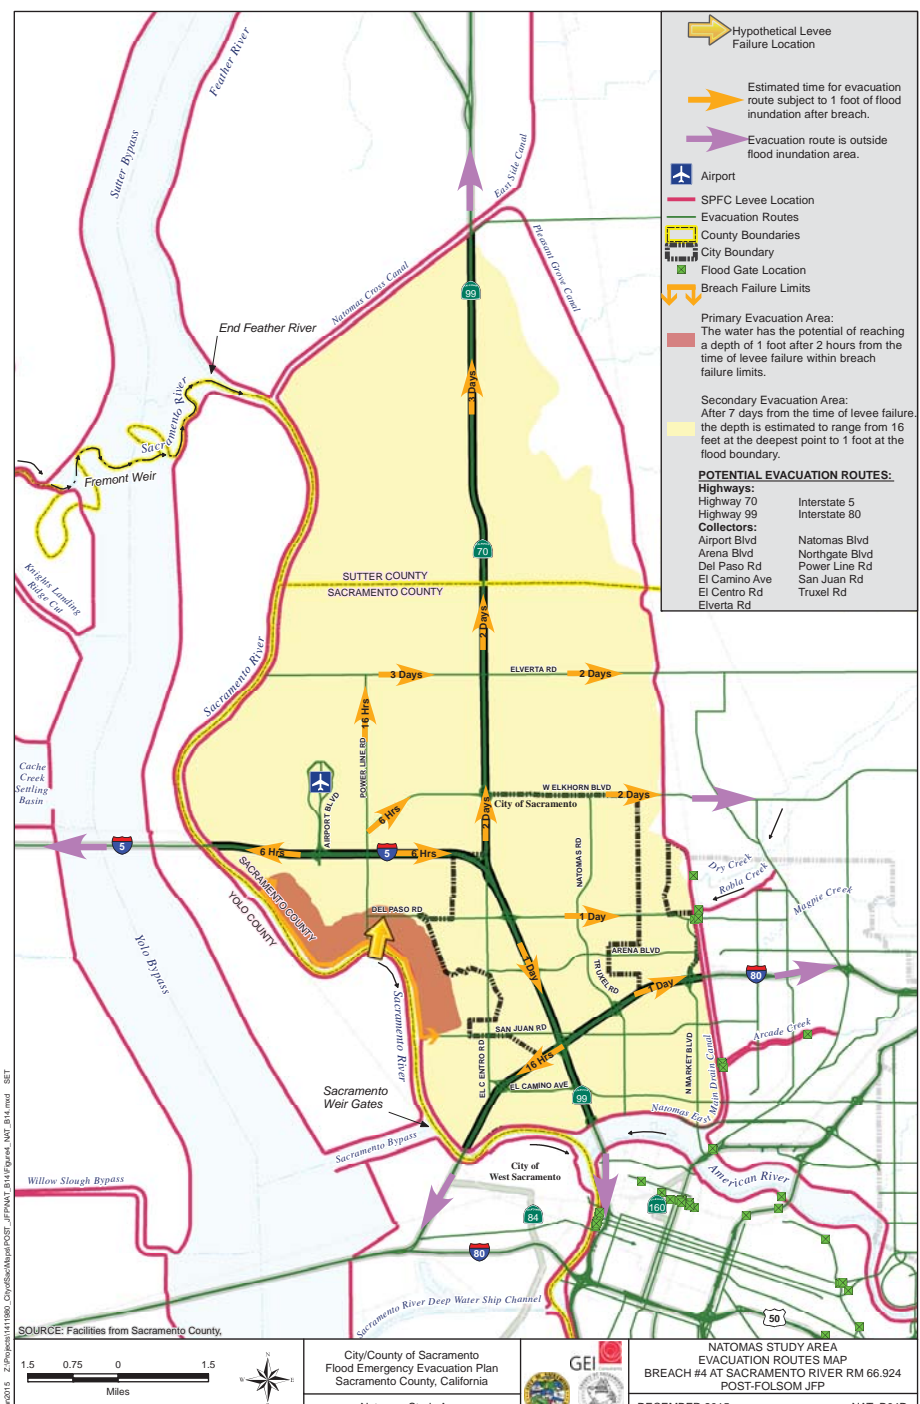 Hypothetical Levee
Failure Location
Estimated time for evacuation
route subject to 1 foot of flood
inundation after breach.
Evacuation route is outside
flood inundation area.
Airport
SPFC Levee Location
Evacuation Routes
County Boundaries
City Boundary
Flood Gate Location
Breach Failure Limits
Primary Evacuation Area:
The water has the potential of reaching
a depth of 1 foot after 2 hours from the
time of levee failure within breach
failure limits.
Secondary Evacuation Area:
After 7 days from the time of levee failure.
the depth is estimated to range from 16
feet at the deepest point to 1 foot at the
flood boundary.
POTENTIAL EVACUATION ROUTES:
Highways:
Highway 70 Interstate 5
Highway 99 Interstate 80
Collectors:
Airport Blvd Natomas Blvd
Arena Blvd Northgate Blvd
Del Paso Rd Power Line Rd
El Camino Ave San Juan Rd
El Centro Rd Truxel Rd
Elverta Rd
Feather River
Sutter Bypass
East Side Canal
Pleasant Grove Canal
Natomas Cross Canal
99
End Feather River
3 Days
Sacramento River
Fremont Weir
70
Knights Landing
Ridge Cut
SUTTER COUNTY
SACRAMENTO COUNTY
2 Days
Sacramento River
ELVERTA RD
3 Days
2 Days
16 Hrs
POWER LINE RD
Cache
Creek
Settling
Basin
AIRPORT BLVD
W ELKHORN BLVD
City of Sacramento
2 Days
6 Hrs
2 Days
5
6 Hrs
5
6 Hrs
NATOMAS RD
Dry Creek
Robla Creek
Magpie Creek
SACRAMENTO COUNTY
YOLO COUNTY
DEL PASO RD
1 Day
ARENA BLVD
1 Day
TRUXEL RD
1 Day
80
Yolo Bypass
Sacramento River
SAN JUAN RD
Arcade Creek
16 Hrs
EL C ENTRO RD
EL CAMINO AVE
N MARKET BLVD
Natomas East
Main Drain Canal
99
Sacramento
Weir Gates
Sacramento Bypass
City of
West Sacramento
American River
Willow Slough Bypass
84
160
80
Sacramento River Deep Water Ship Channel
50
SOURCE: Facilities from Sacramento County,
1.5 0.75 0 1.5
Miles
N
W E
S
City/County of Sacramento
Flood Emergency Evacuation Plan
Sacramento County, California
GEI
NATOMAS STUDY AREA
EVACUATION ROUTES MAP
BREACH #4 AT SACRAMENTO RIVER RM 66.924
POST-FOLSOM JFP